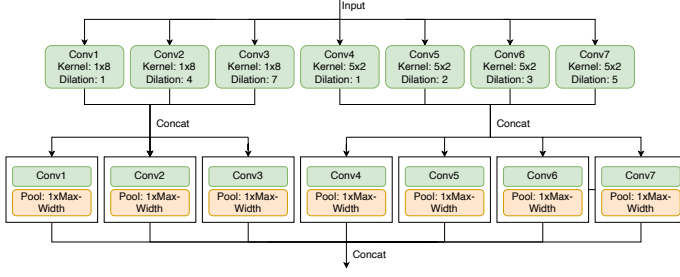 Input
Conv1
Kernel: 1x8
Dilation: 1
Conv2
Kernel: 1x8
Dilation: 4
Conv3
Kernel: 1x8
Dilation: 7
Conv4
Kernel: 5x2
Dilation: 1
Conv5
Kernel: 5x2
Dilation: 2
Conv6
Kernel: 5x2
Dilation: 3
Conv7
Kernel: 5x2
Dilation: 5
Concat
Concat
Conv1
Pool: 1xMax-
Width
Conv2
Pool: 1xMax-
Width
Conv3
Pool: 1xMax-
Width
Conv4
Pool: 1xMax-
Width
Conv5
Pool: 1xMax-
Width
Conv6
Pool: 1xMax-
Width
Conv7
Pool: 1xMax-
Width
Concat